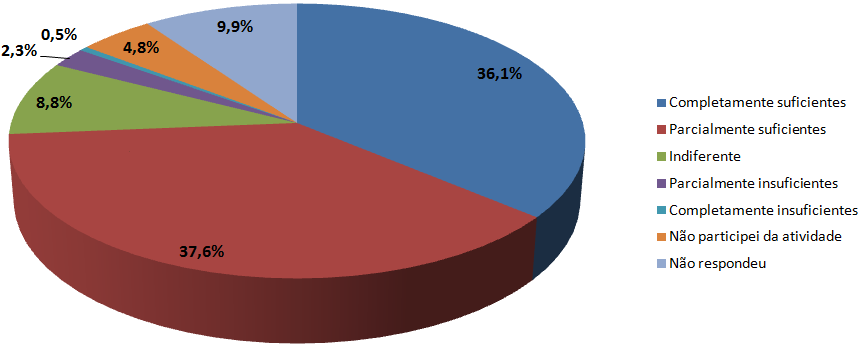 9,9%
0,5%
4,8%
2,3%
36,1%
8,8%
37,6%
Completamente suficientes
Parcialmente suficientes
Indiferente
Parcialmente insuficientes
Completamente insuficientes
Não participei da atividade
Não respondeu